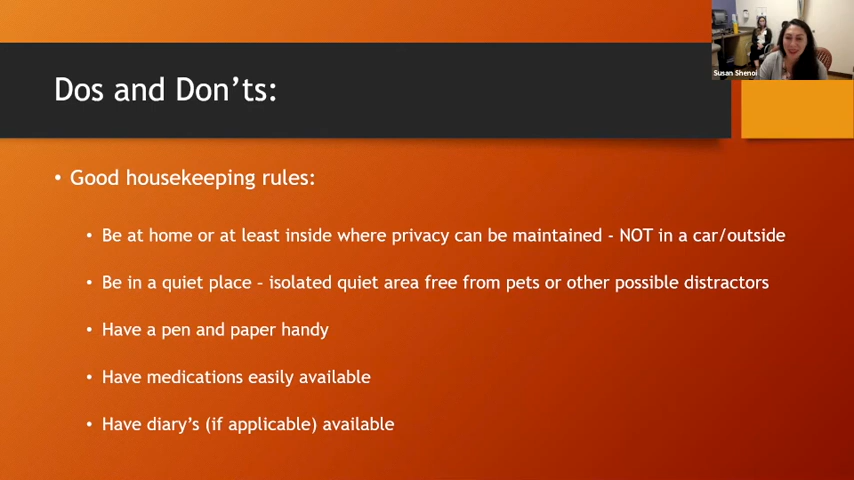 Susan Shenoi
Dos and Don’ts:
• Good housekeeping rules:
• Be at home or at least inside where privacy can be maintained - NOT in a car/outside
• Be in a quiet place – isolated quiet area free from pets or other possible distractors
• Have a pen and paper handy
• Have medications easily available
• Have diary’s (if applicable) available